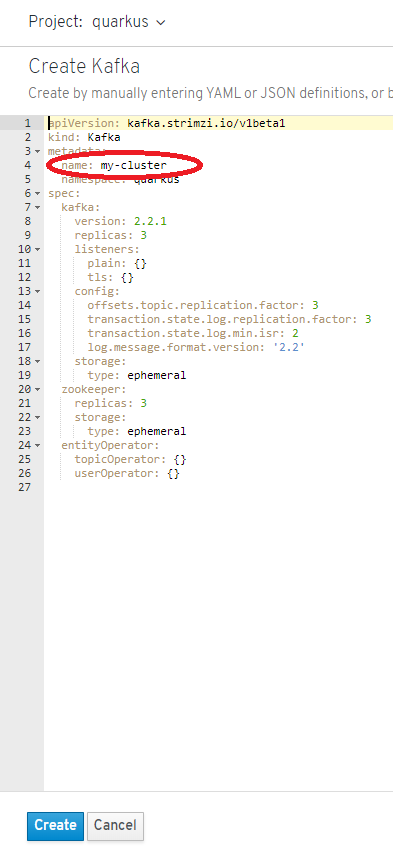 Project: quarkus
Create Kafka
Create by manually entering YAML or JSON definitions, or b
1 apiVersion: kafka.strimzi.io/v1beta1
2 kind: Kafka
3 metadata:
4 name: my-cluster
5 namespace: quarkus
6 spec:
7 kafka:
8 version: 2.2.1
9 replicas: 3
10 listeners:
11 plain: {}
12 tls: {}
13 config:
14 offsets.topic.replication.factor: 3
15 transaction.state.log.replication.factor: 3
16 transaction.state.log.min.isr: 2
17 log.message.format.version: '2.2'
18 storage:
19 type: ephemeral
20 zookeeper:
21 replicas: 3
22 storage:
23 type: ephemeral
24 entityOperator:
25 topicOperator: {}
26 userOperator: {}
27
Create Cancel